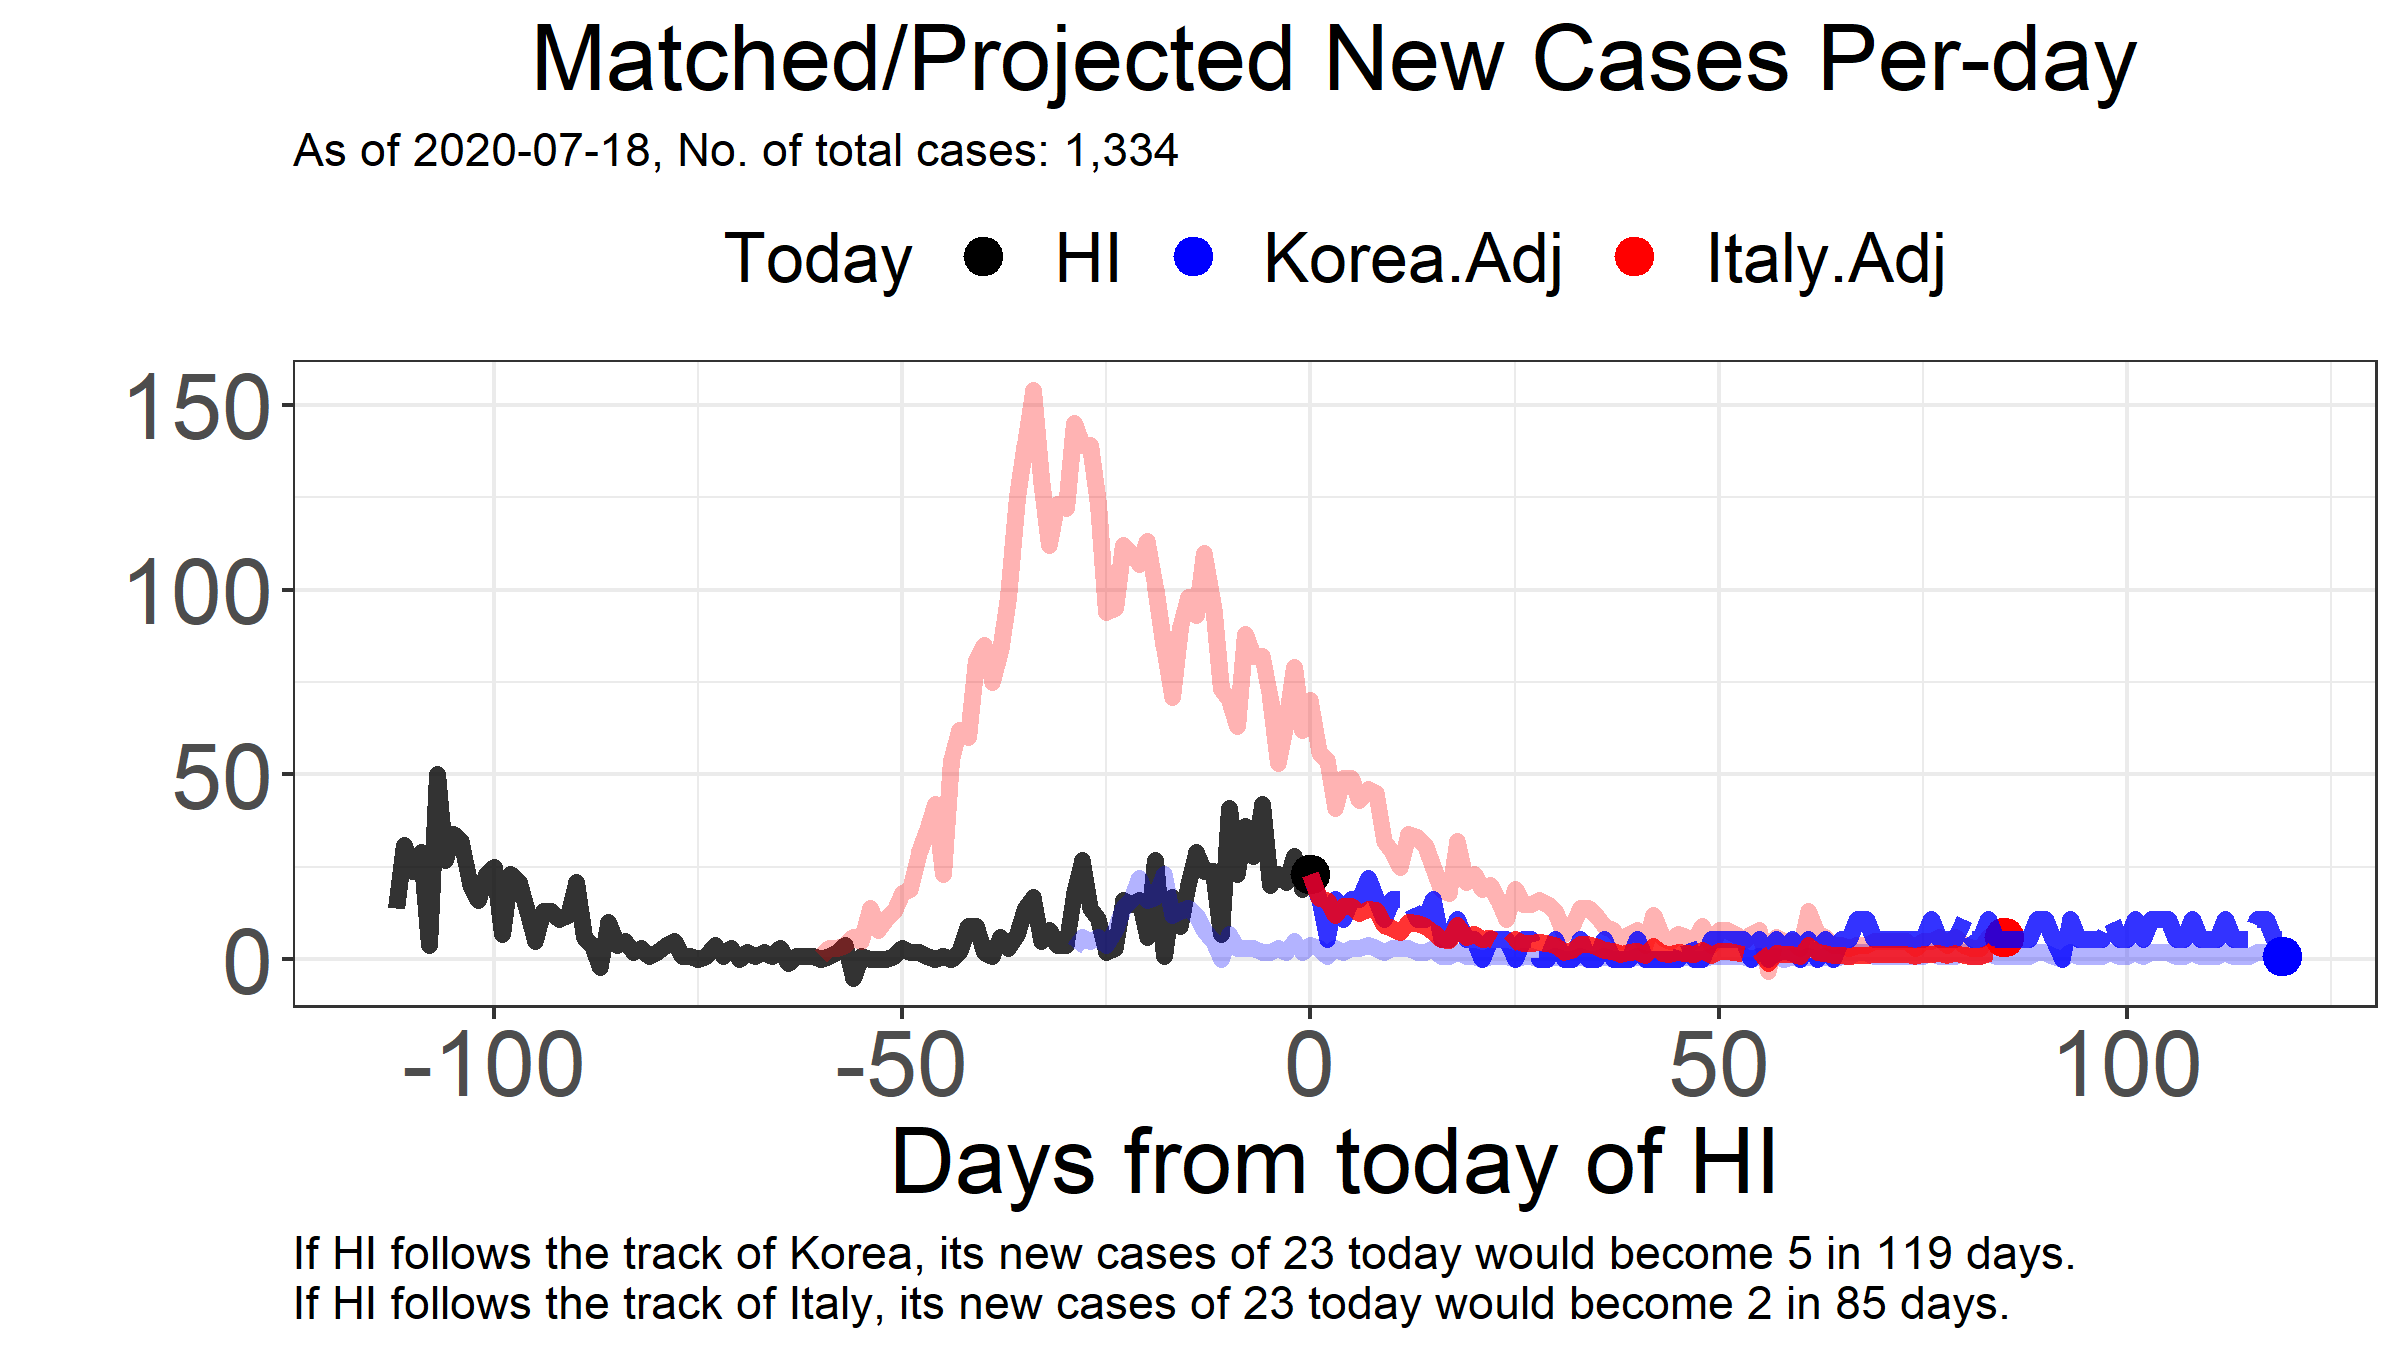 Matched/Projected New Cases Per-day
As of 2020-07-18, No. of total cases: 1,334
Today HI Korea.Adj Italy.Adj
150
100
50
0
-100 -50 0 50 100
Days from today of HI
If HI follows the track of Korea, its new cases of 23 today would become 5 in 119 days.
If HI follows the track of Italy, its new cases of 23 today would become 2 in 85 days.